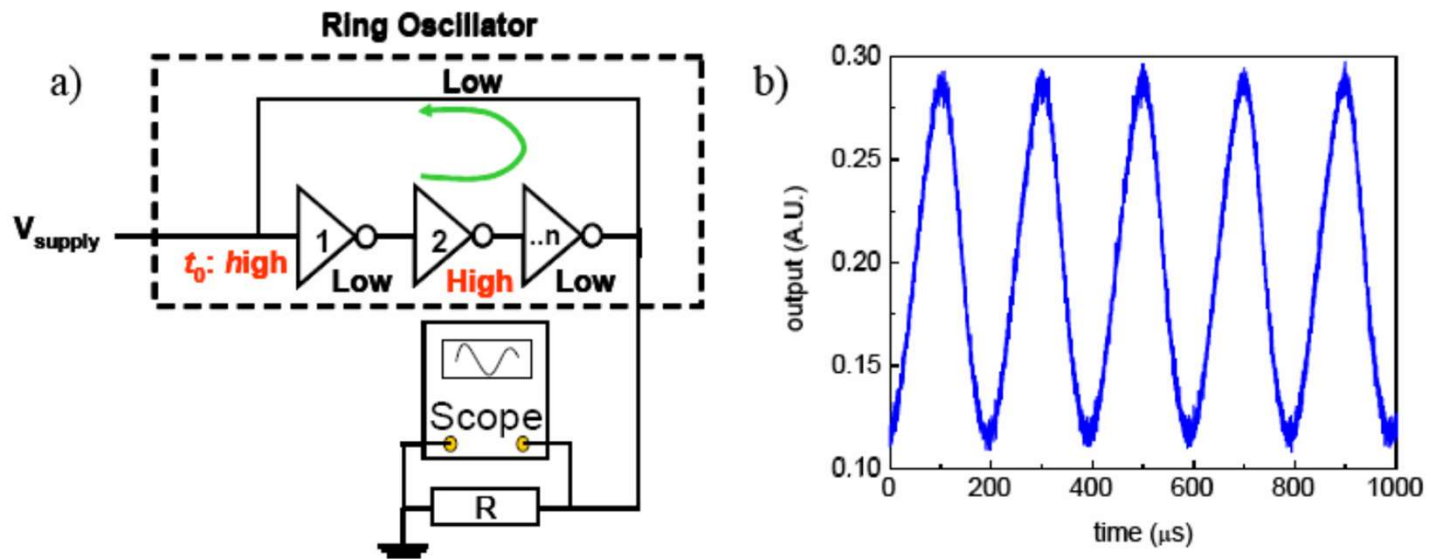 Ring Oscillator
a)
Low
V_supply
t_0: high
1
2
..n
Low
High
Low
Scope
R
b)
output (A.U.)
0.30
0.25
0.20
0.15
0.10
0 200 400 600 800 1000
time (μs)